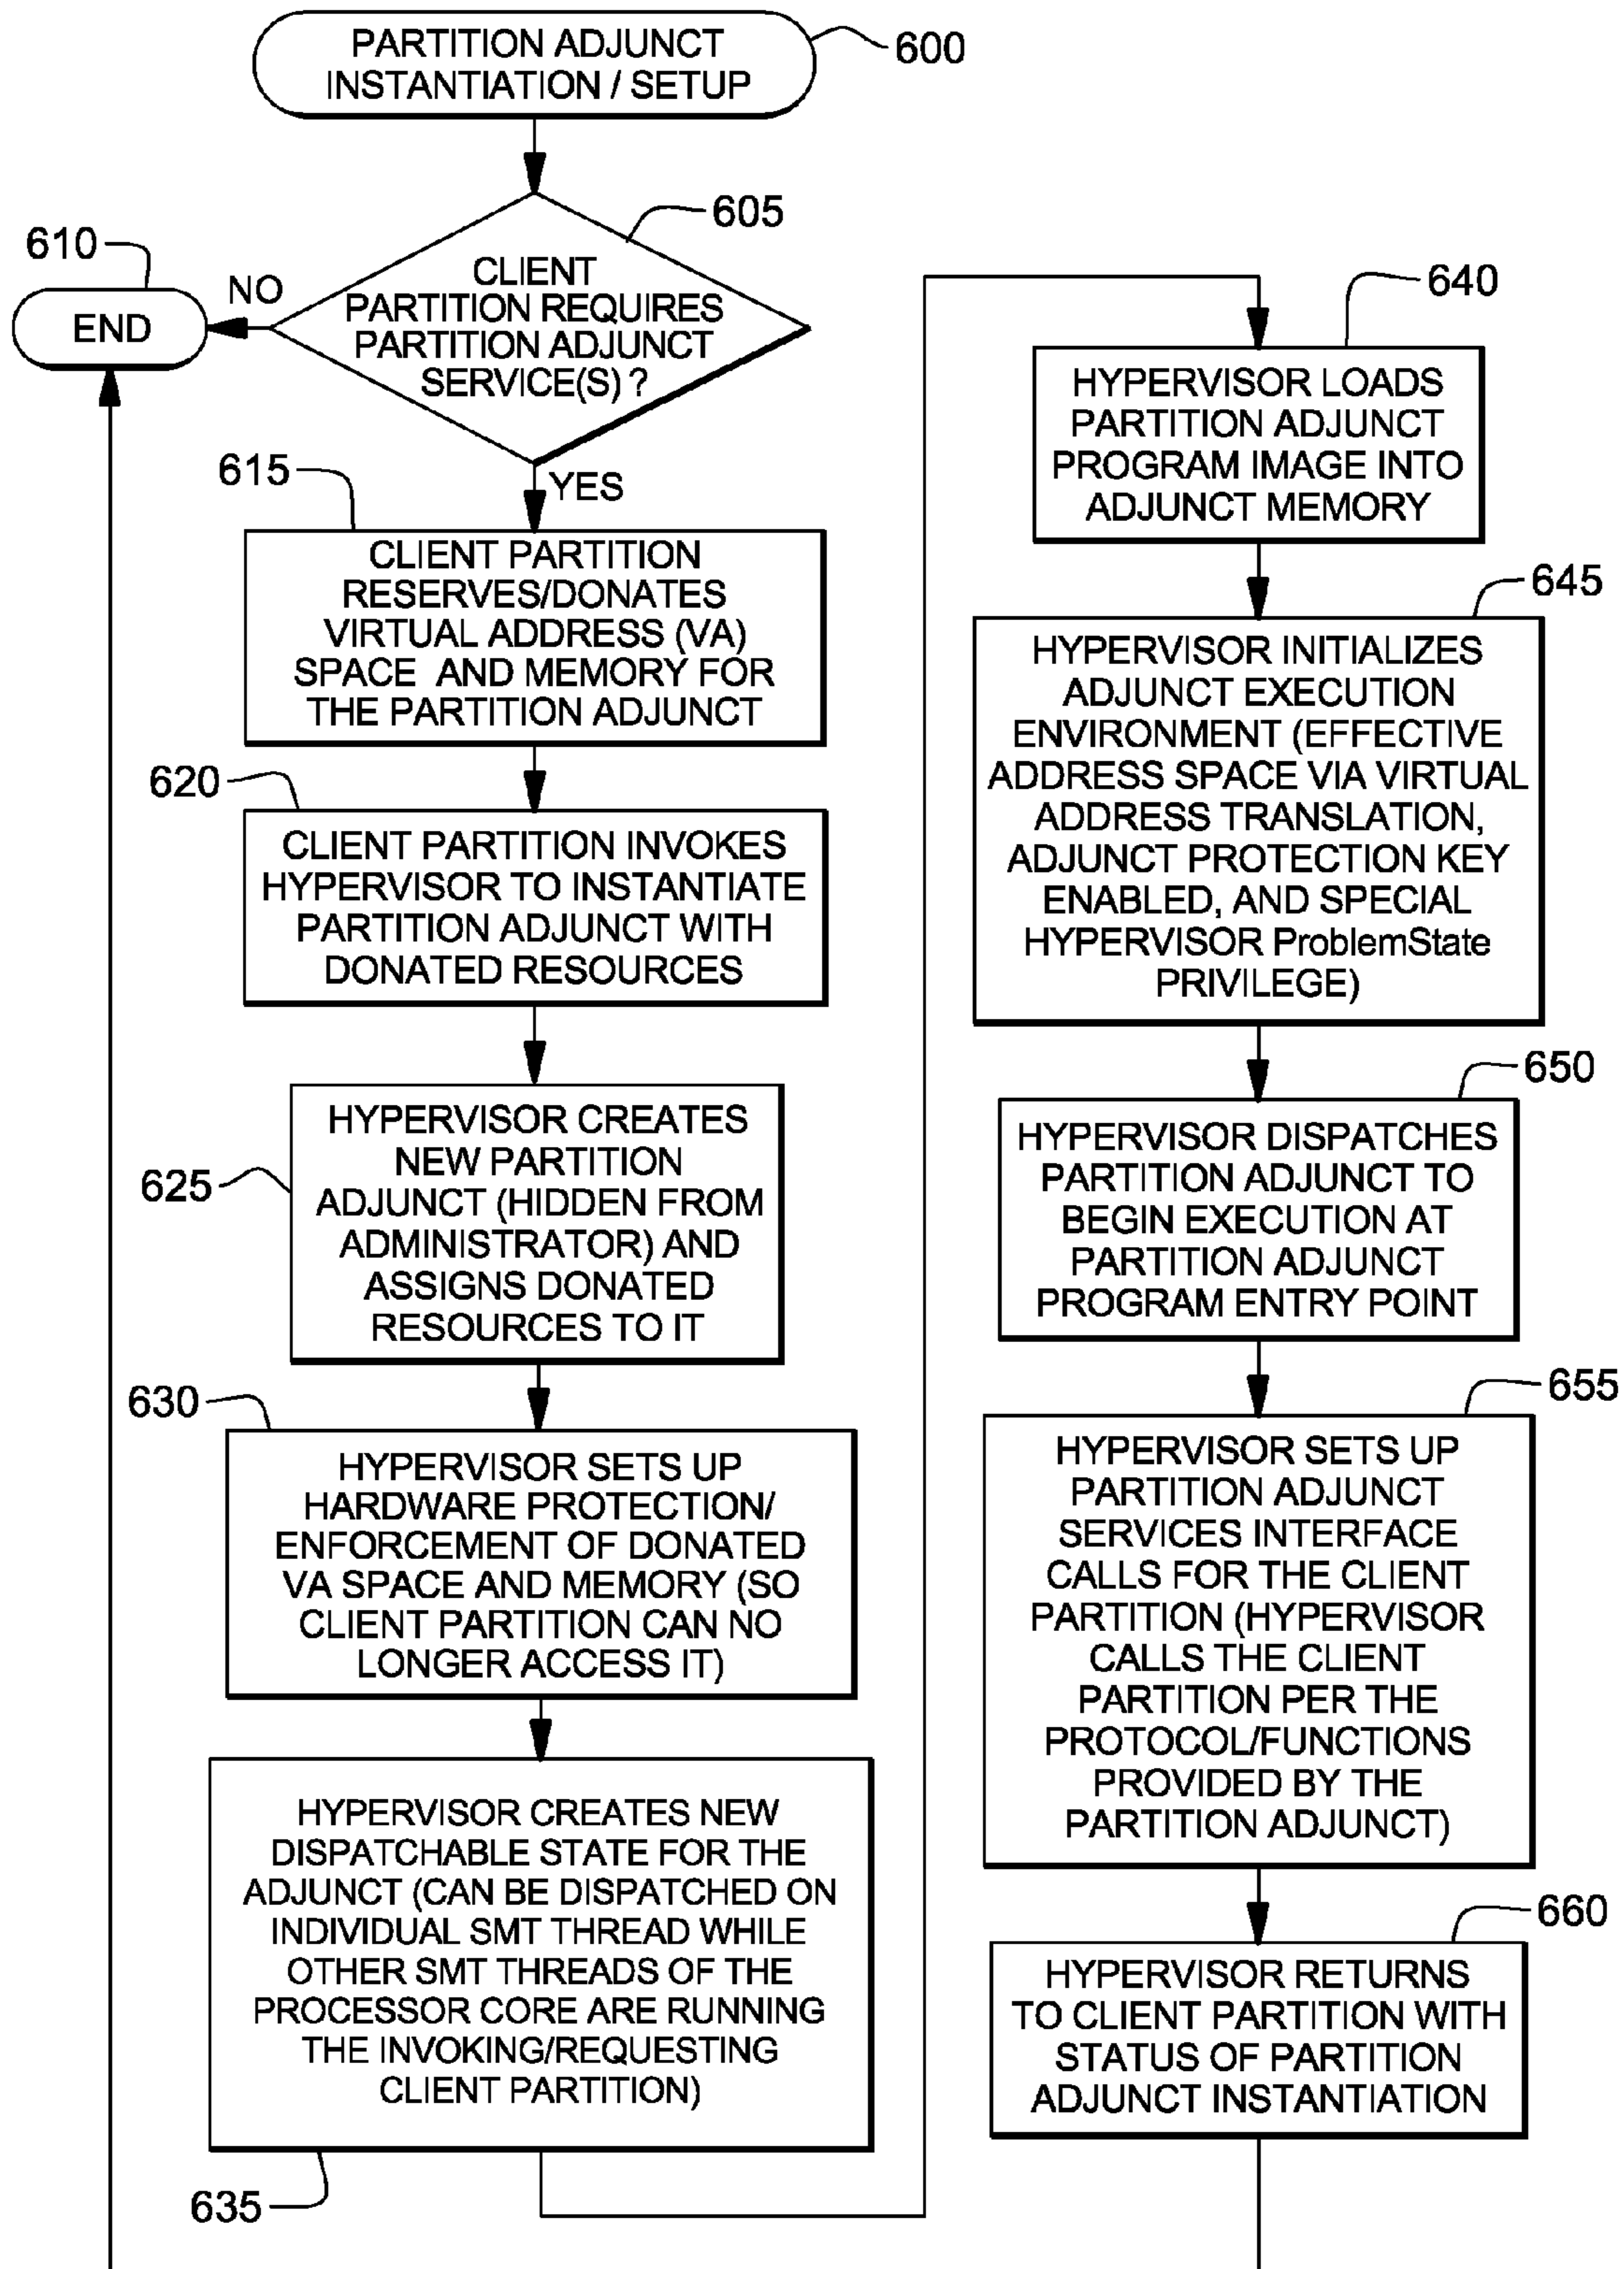 PARTITION ADJUNCT
INSTANTIATION / SETUP
600
605
610
END
NO
CLIENT
PARTITION REQUIRES
PARTITION ADJUNCT
SERVICE(S) ?
YES
615
CLIENT PARTITION
RESERVES/DONATES
VIRTUAL ADDRESS (VA)
SPACE AND MEMORY FOR
THE PARTITION ADJUNCT
620
CLIENT PARTITION INVOKES
HYPERVISOR TO INSTANTIATE
PARTITION ADJUNCT WITH
DONATED RESOURCES
625
HYPERVISOR CREATES
NEW PARTITION
ADJUNCT (HIDDEN FROM
ADMINISTRATOR) AND
ASSIGNS DONATED
RESOURCES TO IT
630
HYPERVISOR SETS UP
HARDWARE PROTECTION/
ENFORCEMENT OF DONATED
VA SPACE AND MEMORY (SO
CLIENT PARTITION CAN NO
LONGER ACCESS IT)
HYPERVISOR CREATES NEW
DISPATCHABLE STATE FOR THE
ADJUNCT (CAN BE DISPATCHED ON
INDIVIDUAL SMT THREAD WHILE
OTHER SMT THREADS OF THE
PROCESSOR CORE ARE RUNNING
THE INVOKING/REQUESTING
CLIENT PARTITION)
635
640
HYPERVISOR LOADS
PARTITION ADJUNCT
PROGRAM IMAGE INTO
ADJUNCT MEMORY
645
HYPERVISOR INITIALIZES
ADJUNCT EXECUTION
ENVIRONMENT (EFFECTIVE
ADDRESS SPACE VIA VIRTUAL
ADDRESS TRANSLATION,
ADJUNCT PROTECTION KEY
ENABLED, AND SPECIAL
HYPERVISOR ProblemState
PRIVILEGE)
650
HYPERVISOR DISPATCHES
PARTITION ADJUNCT TO
BEGIN EXECUTION AT
PARTITION ADJUNCT
PROGRAM ENTRY POINT
655
HYPERVISOR SETS UP
PARTITION ADJUNCT
SERVICES INTERFACE
CALLS FOR THE CLIENT
PARTITION (HYPERVISOR
CALLS THE CLIENT
PARTITION PER THE
PROTOCOL/FUNCTIONS
PROVIDED BY THE
PARTITION ADJUNCT)
660
HYPERVISOR RETURNS
TO CLIENT PARTITION WITH
STATUS OF PARTITION
ADJUNCT INSTANTIATION